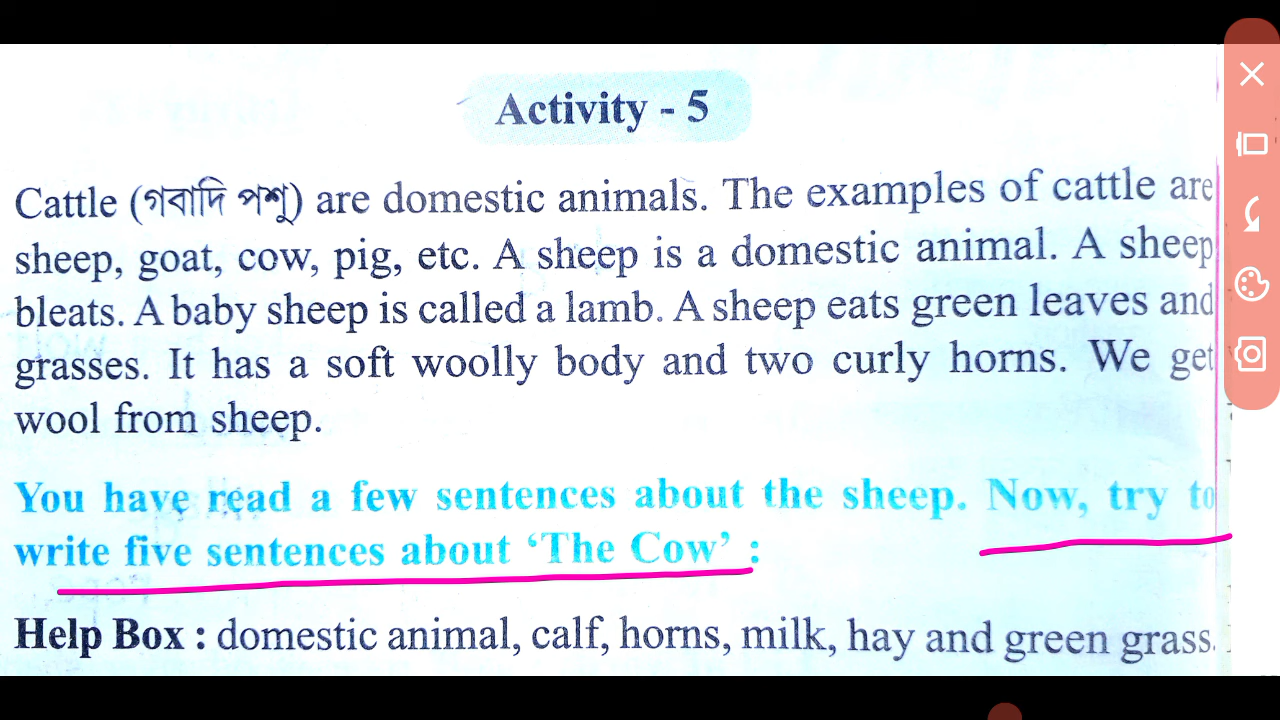 Activity - 5
Cattle (গবাদি পশু) are domestic animals. The examples of cattle are
sheep, goat, cow, pig, etc. A sheep is a domestic animal. A sheep
bleats. A baby sheep is called a lamb. A sheep eats green leaves and
grasses. It has a soft woolly body and two curly horns. We get
wool from sheep.
You have read a few sentences about the sheep. Now, try to
write five sentences about ‘The Cow’ :
Help Box : domestic animal, calf, horns, milk, hay and green grass.